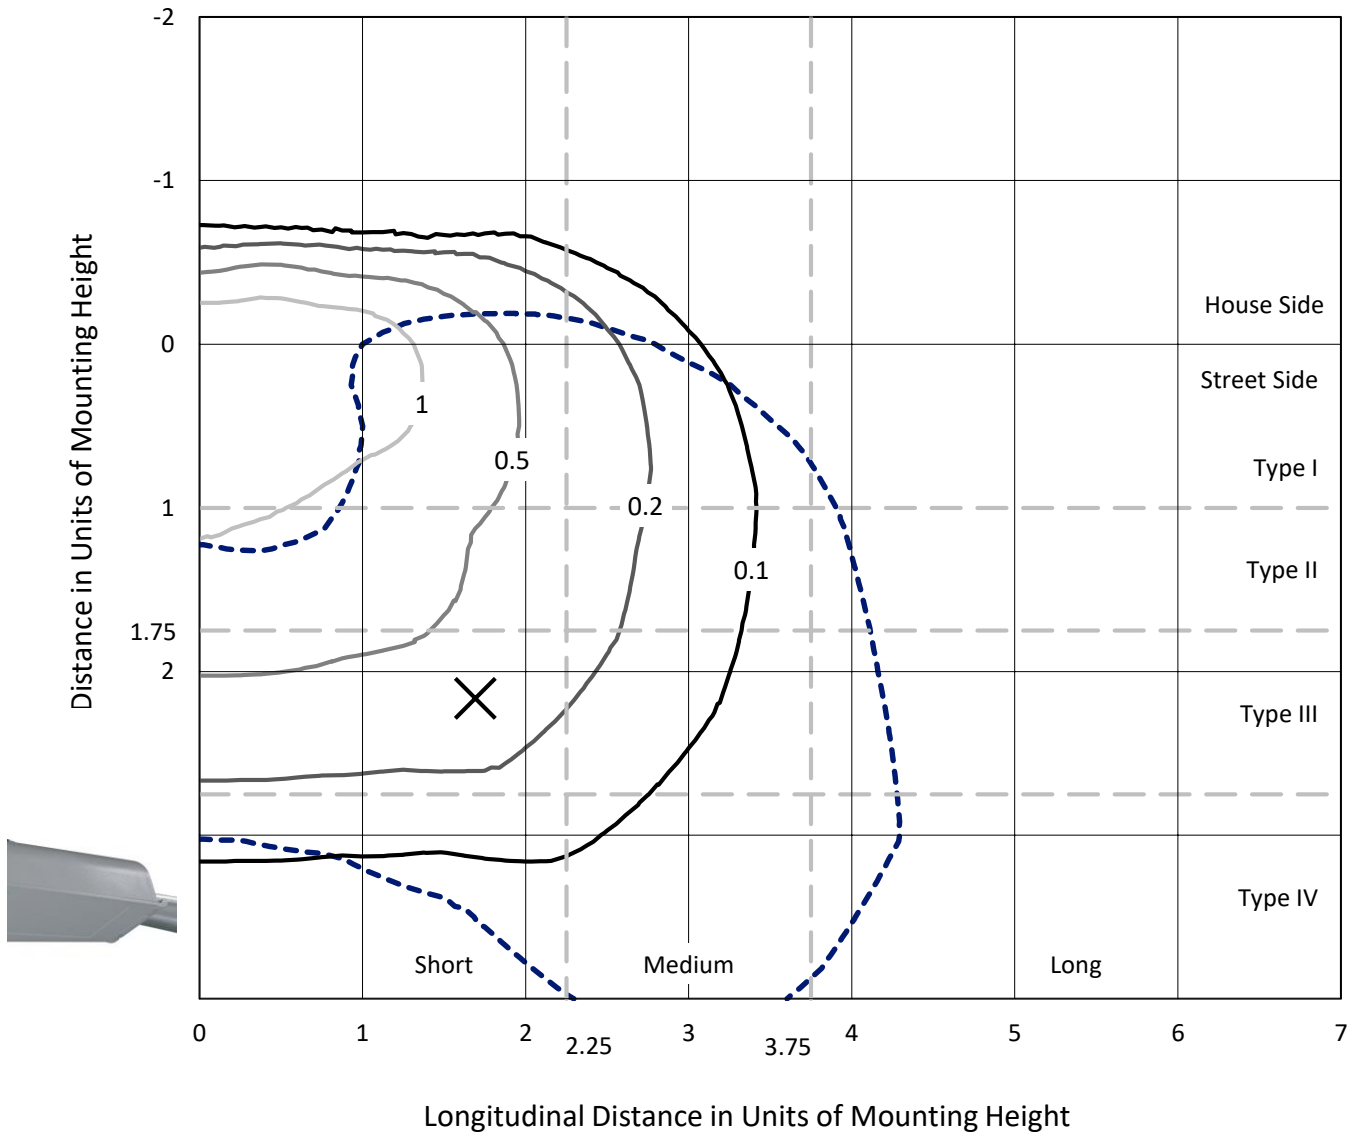 -2
-1
House Side
0
Street Side
1
0.5
Type I
1
0.2
0.1
Type II
1.75
2
Type III
Type IV
Short
Medium
Long
0
1
2
2.25
3
3.75
4
5
6
7
Distance in Units of Mounting Height
Longitudinal Distance in Units of Mounting Height